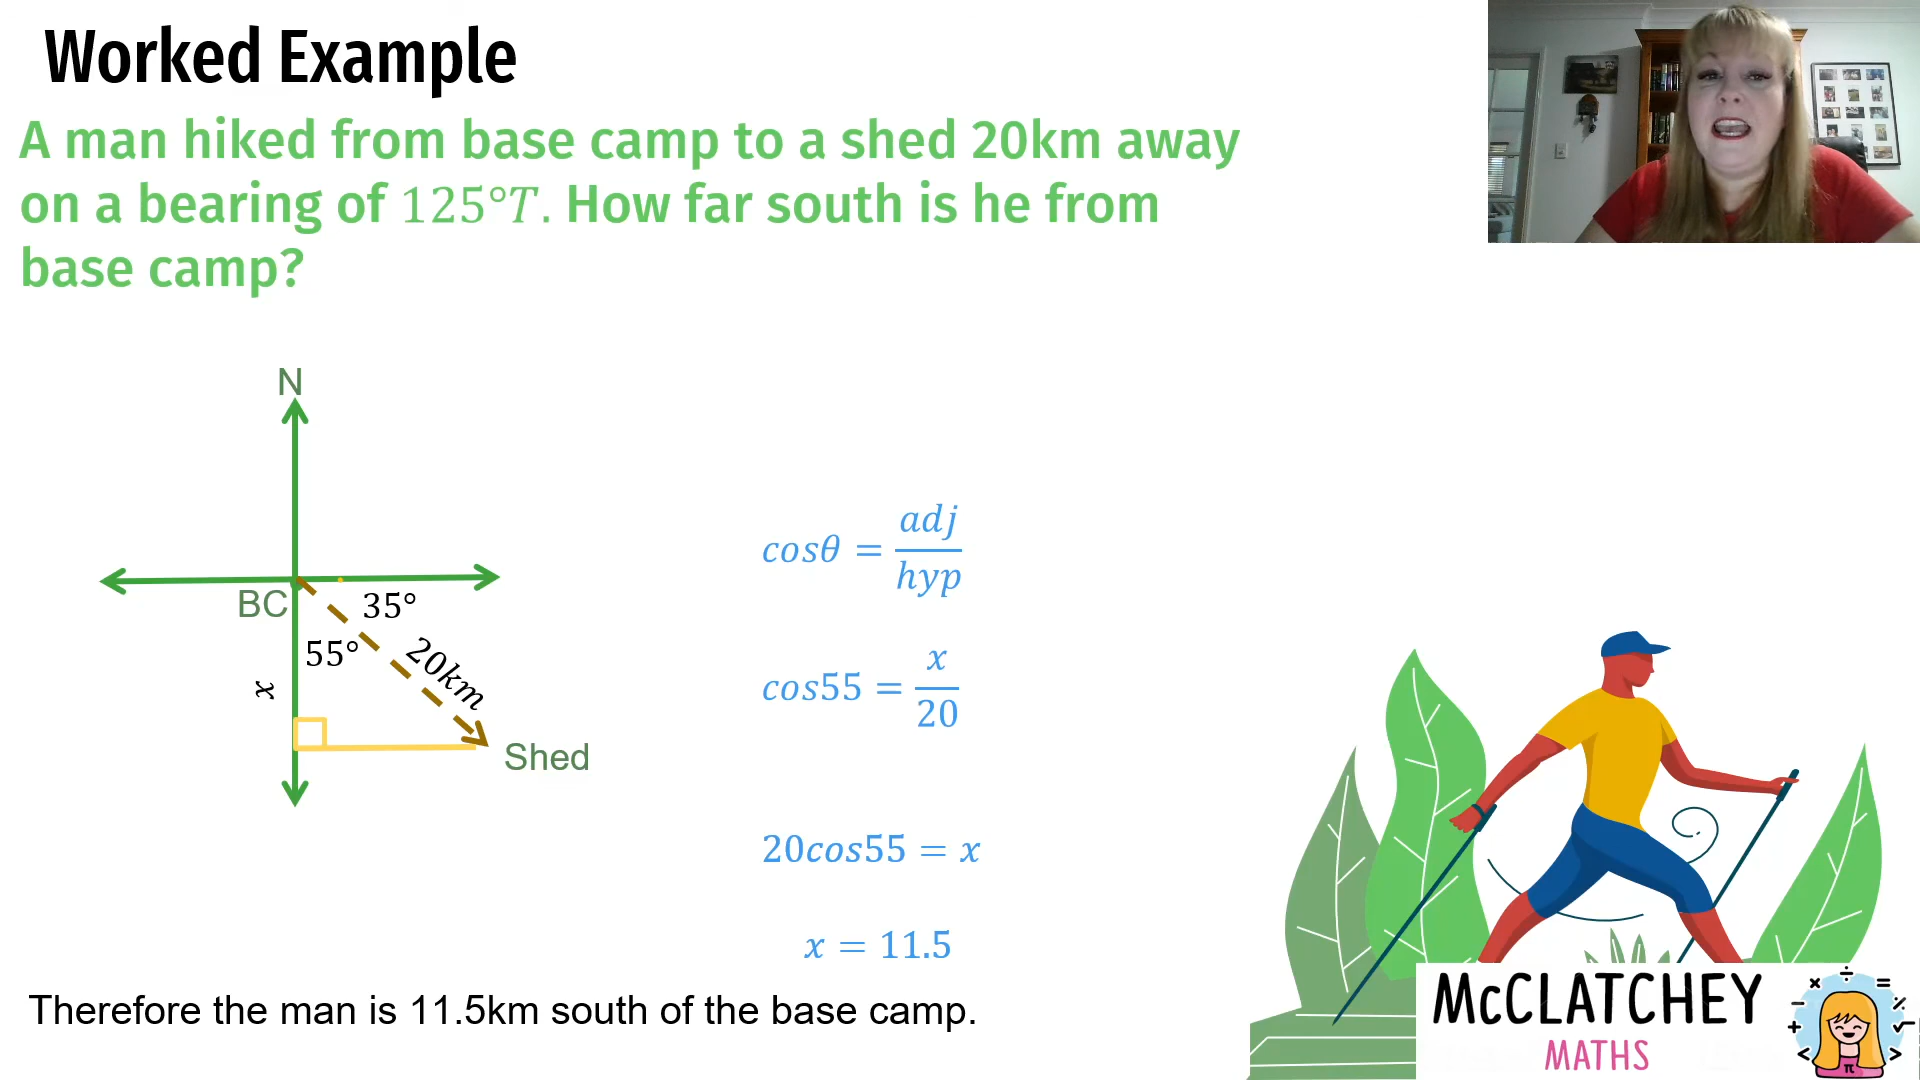 Worked Example
A man hiked from base camp to a shed 20km away
on a bearing of 125°T. How far south is he from
base camp?
N
BC
35°
55°
20km
x
Shed
cosθ = adj/hyp
cos55 = x/20
20cos55 = x
x = 11.5
Therefore the man is 11.5km south of the base camp.
McCLATCHEY
MATHS
× ÷ =
− %
+ √
< π >